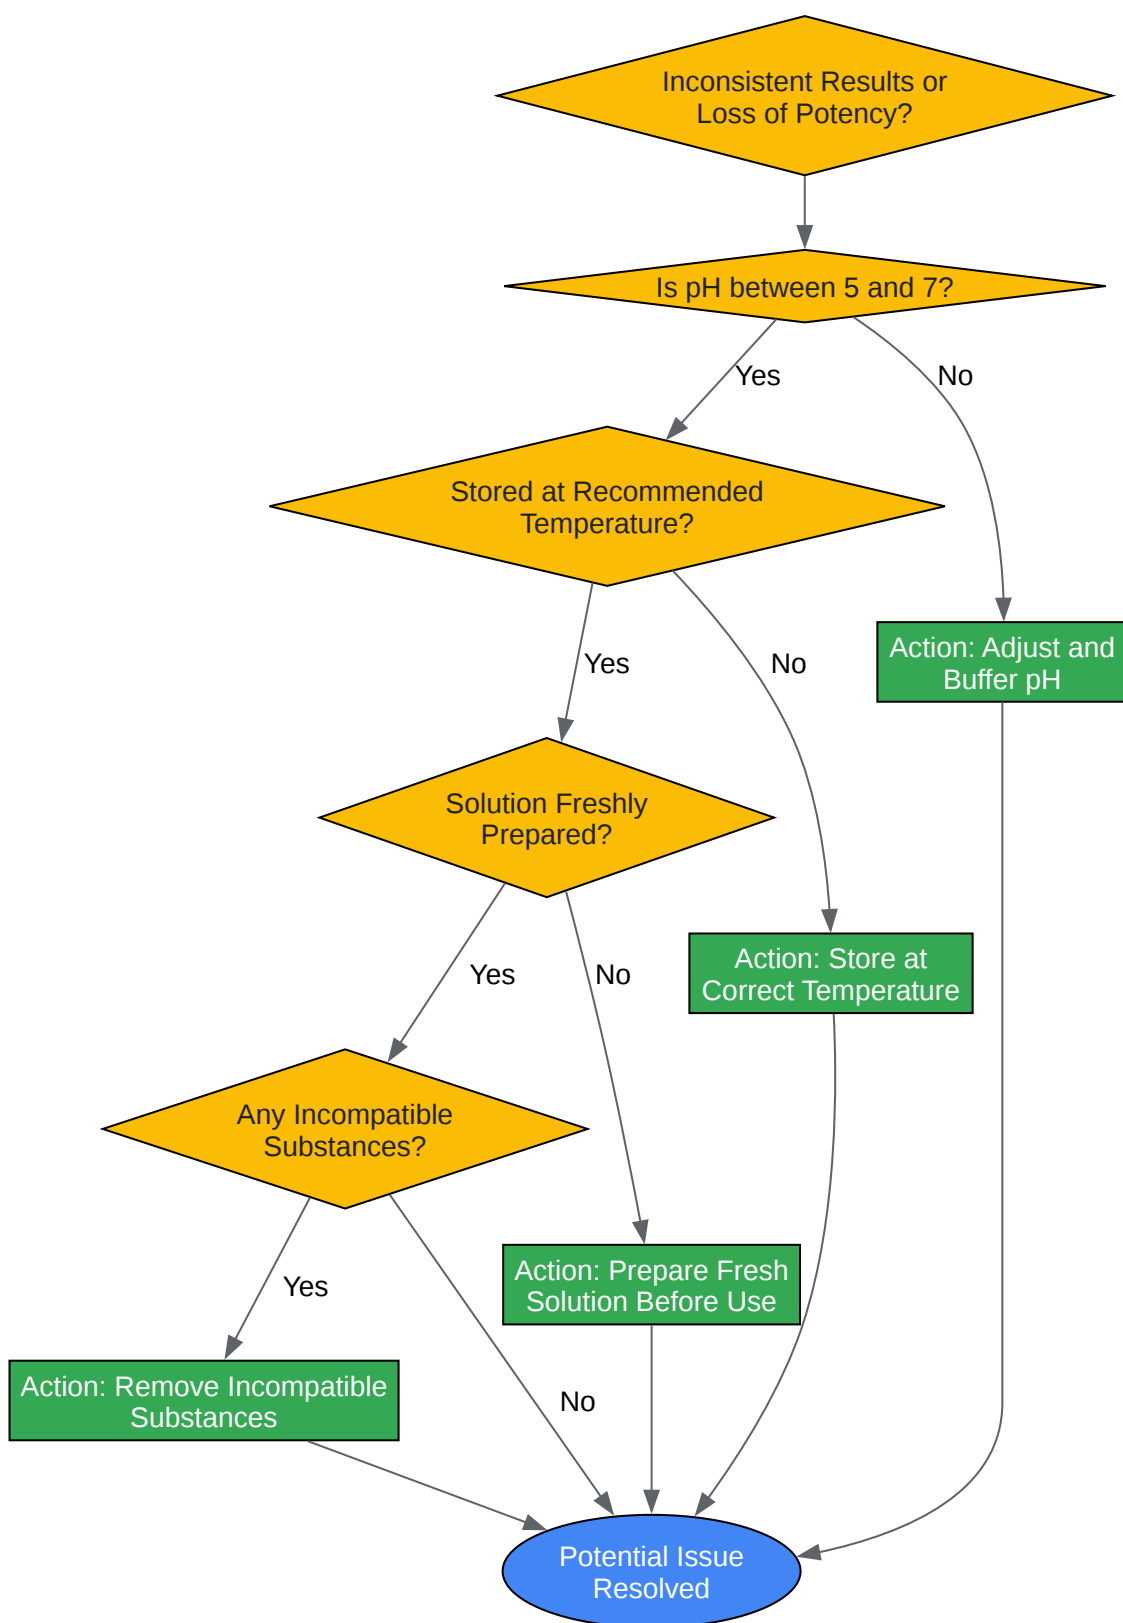 Inconsistent Results or
Loss of Potency?
Is pH between 5 and 7?
Yes
No
Stored at Recommended
Temperature?
Action: Adjust and
Buffer pH
Yes
No
Solution Freshly
Prepared?
Action: Store at
Correct Temperature
Yes
No
Any Incompatible
Substances?
Action: Prepare Fresh
Solution Before Use
Yes
Action: Remove Incompatible
Substances
No
Potential Issue
Resolved